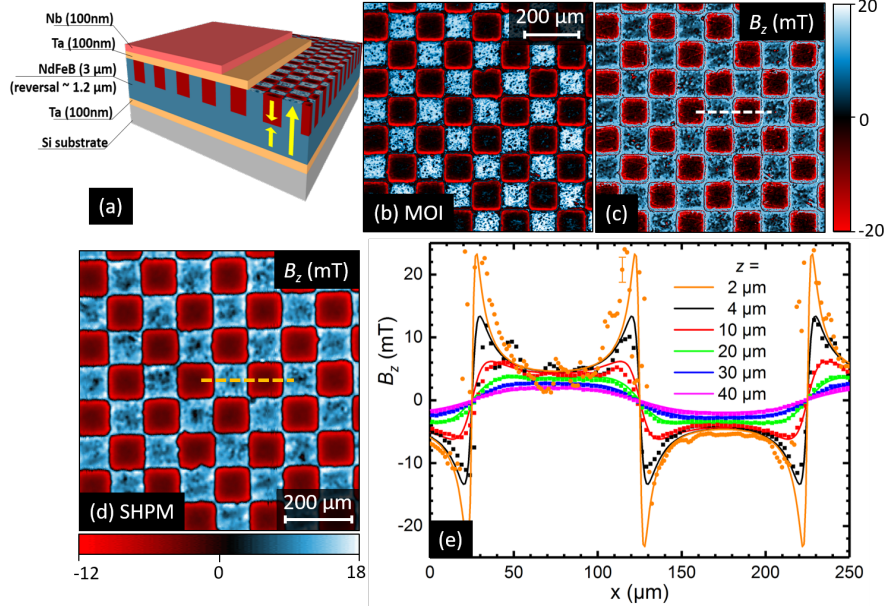 Nb (100nm)
Ta (100nm)
NdFeB (3 µm)
(reversal ~ 1.2 µm)
Ta (100nm)
Si substrate
(a)
200 µm
(b) MOI
Bz (mT)
(c)
20
10
0
-10
-20
Bz (mT)
(d) SHPM
200 µm
-12
0
18
Bz (mT)
20
10
0
-10
-20
z =
2 µm
4 µm
10 µm
20 µm
30 µm
40 µm
(e)
0
50
100
150
200
250
x (µm)